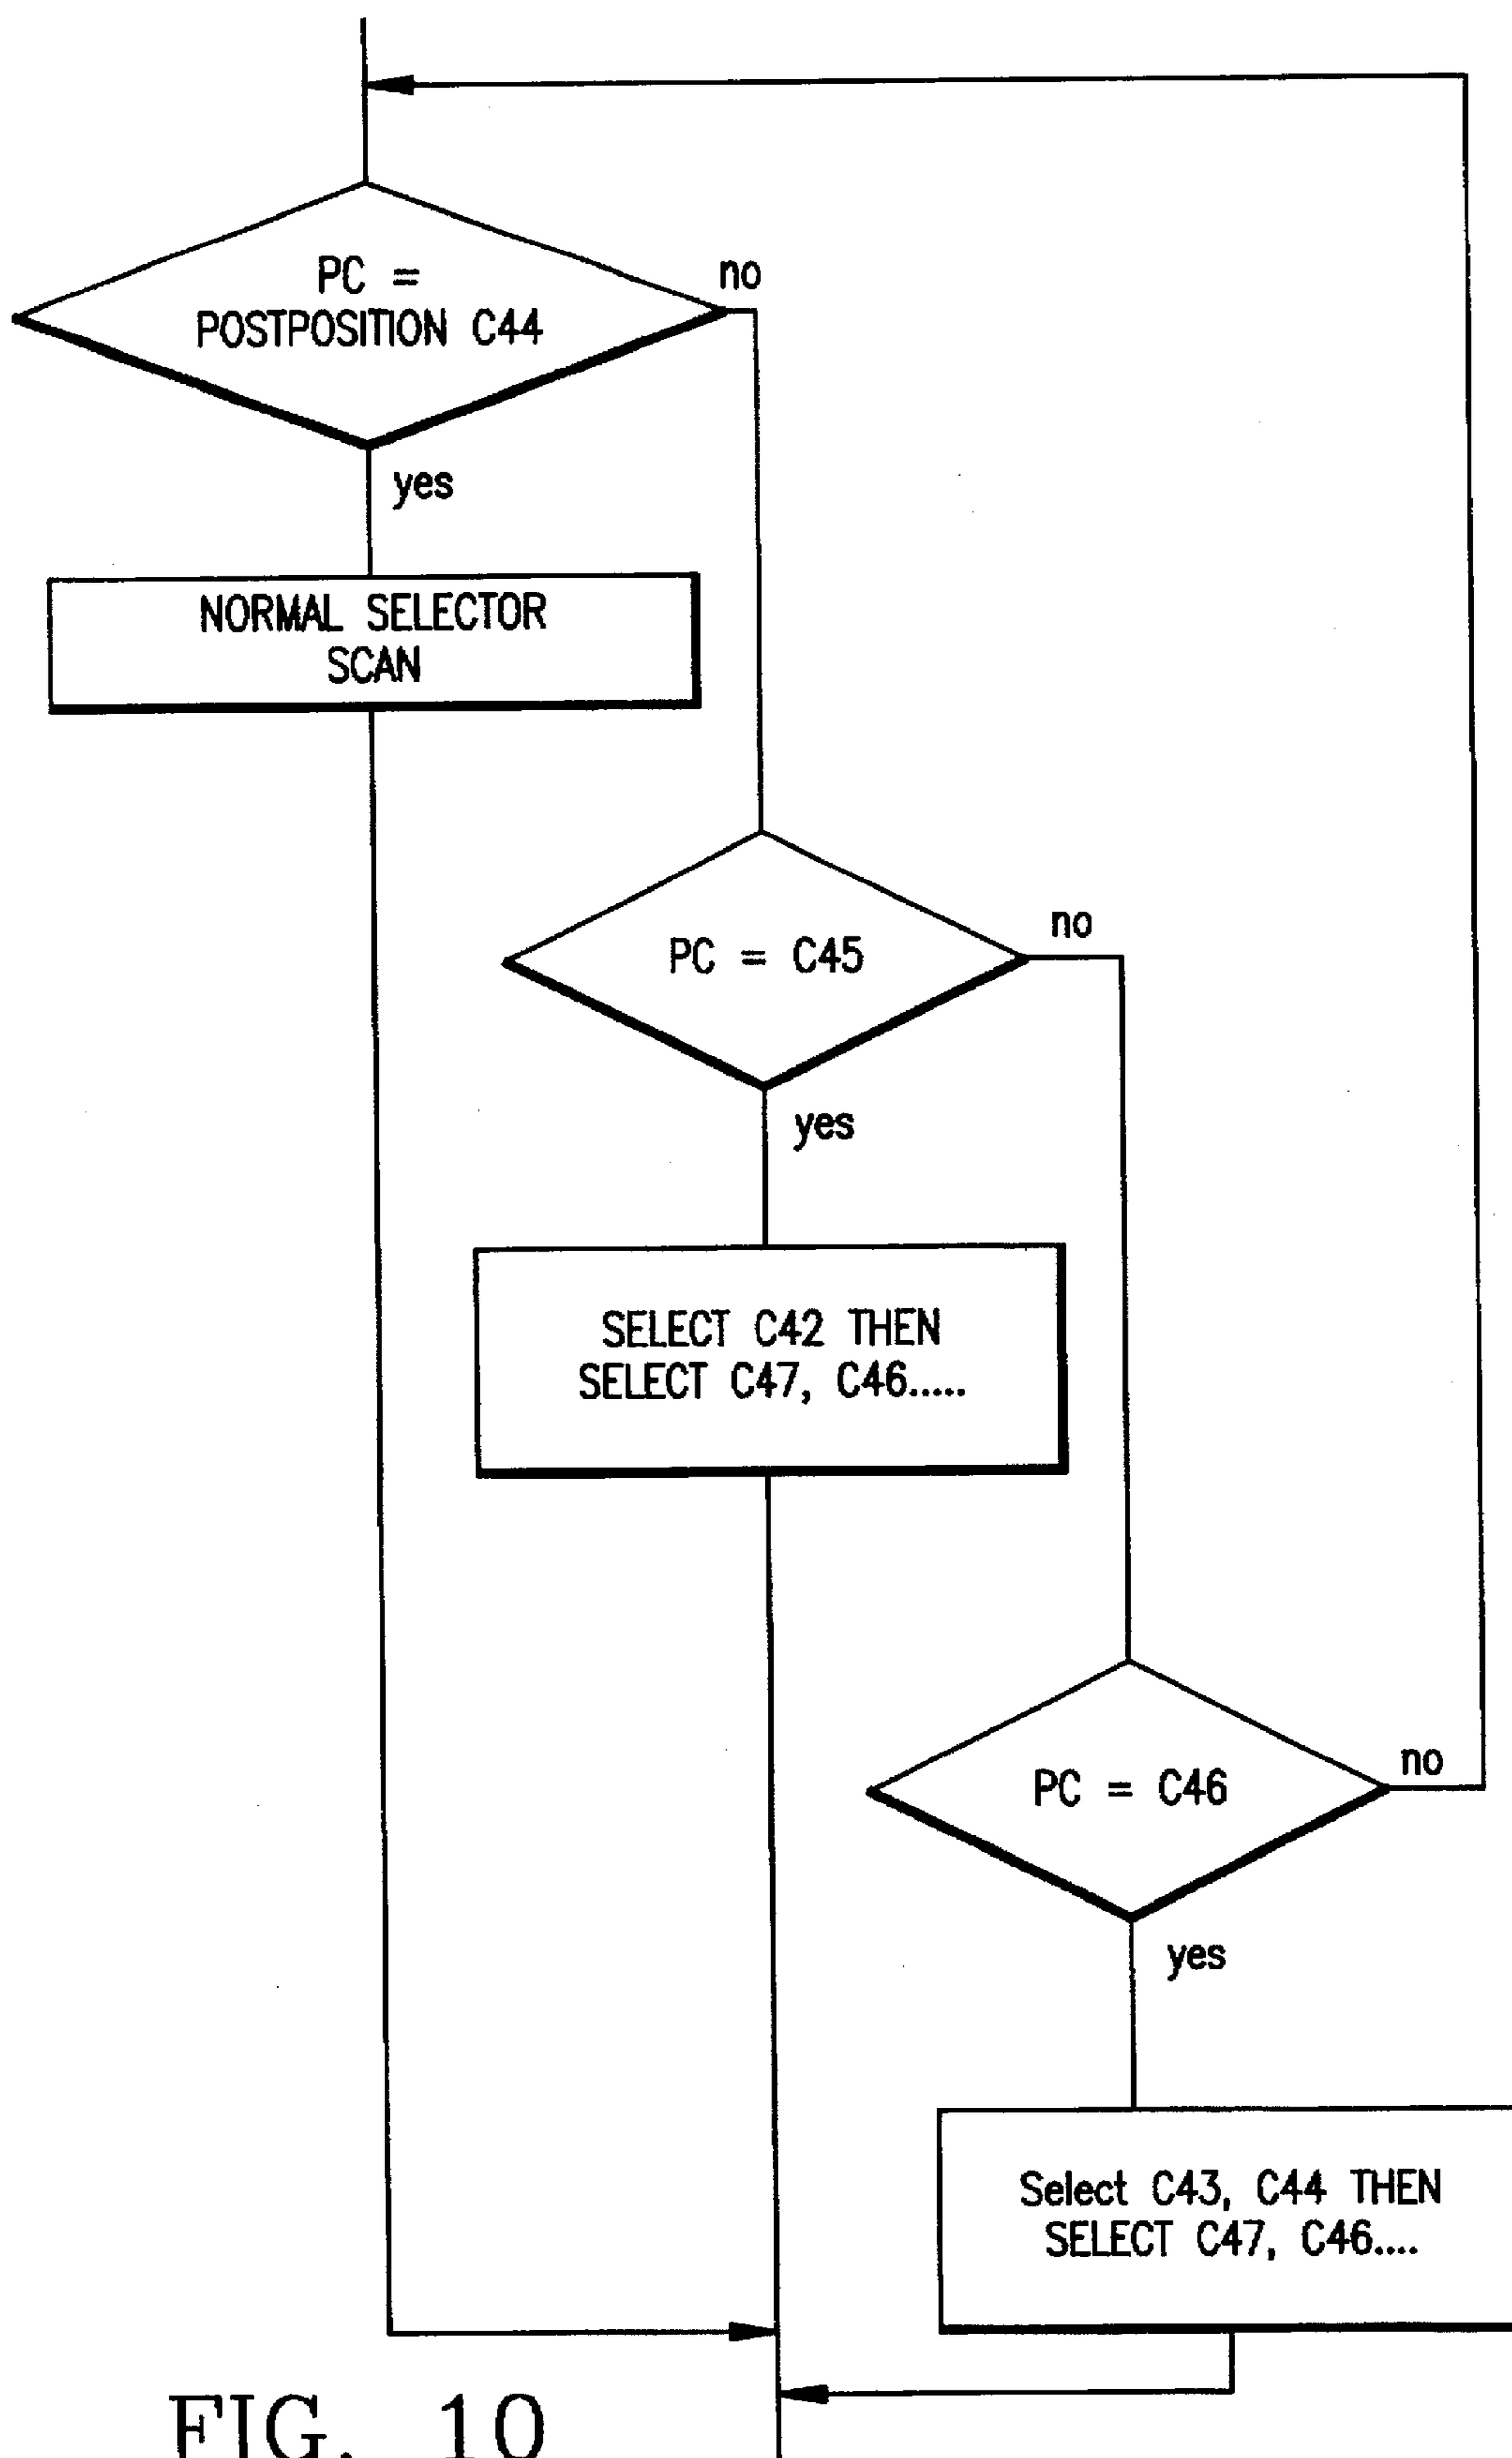 PC =
POSTPOSITION C44
no
yes
NORMAL SELECTOR
SCAN
PC = C45
no
yes
SELECT C42 THEN
SELECT C47, C46.....
PC = C46
no
yes
Select C43, C44 THEN
SELECT C47, C46....
FIG. 10